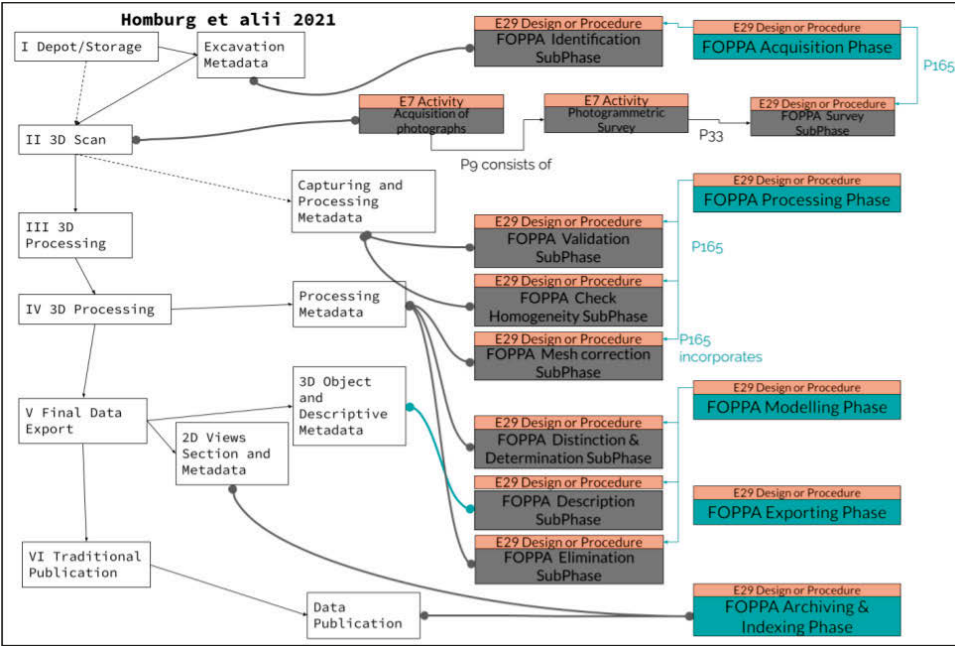 Homburg et alii 2021
I Depot/Storage
Excavation
Metadata
II 3D Scan
Capturing and
Processing
Metadata
III 3D
Processing
IV 3D Processing
Processing
Metadata
3D Object
and
Descriptive
Metadata
V Final Data
Export
2D Views
Section and
Metadata
VI Traditional
Publication
Data
Publication
E29 Design or Procedure
FOPPA Identification
SubPhase
E29 Design or Procedure
FOPPA Acquisition Phase
P165
E7 Activity
Acquisition of
photographs
E7 Activity
Photogrammetric
Survey
E29 Design or Procedure
FOPPA Survey
SubPhase
P33
P9 consists of
E29 Design or Procedure
FOPPA Processing Phase
E29 Design or Procedure
FOPPA Validation
SubPhase
P165
E29 Design or Procedure
FOPPA Check
Homogeneity SubPhase
E29 Design or Procedure
FOPPA Mesh correction
SubPhase
P165
incorporates
E29 Design or Procedure
FOPPA Modelling Phase
E29 Design or Procedure
FOPPA Distinction &
Determination SubPhase
E29 Design or Procedure
FOPPA Description
SubPhase
E29 Design or Procedure
FOPPA Exporting Phase
E29 Design or Procedure
FOPPA Elimination
SubPhase
E29 Design or Procedure
FOPPA Archiving &
Indexing Phase